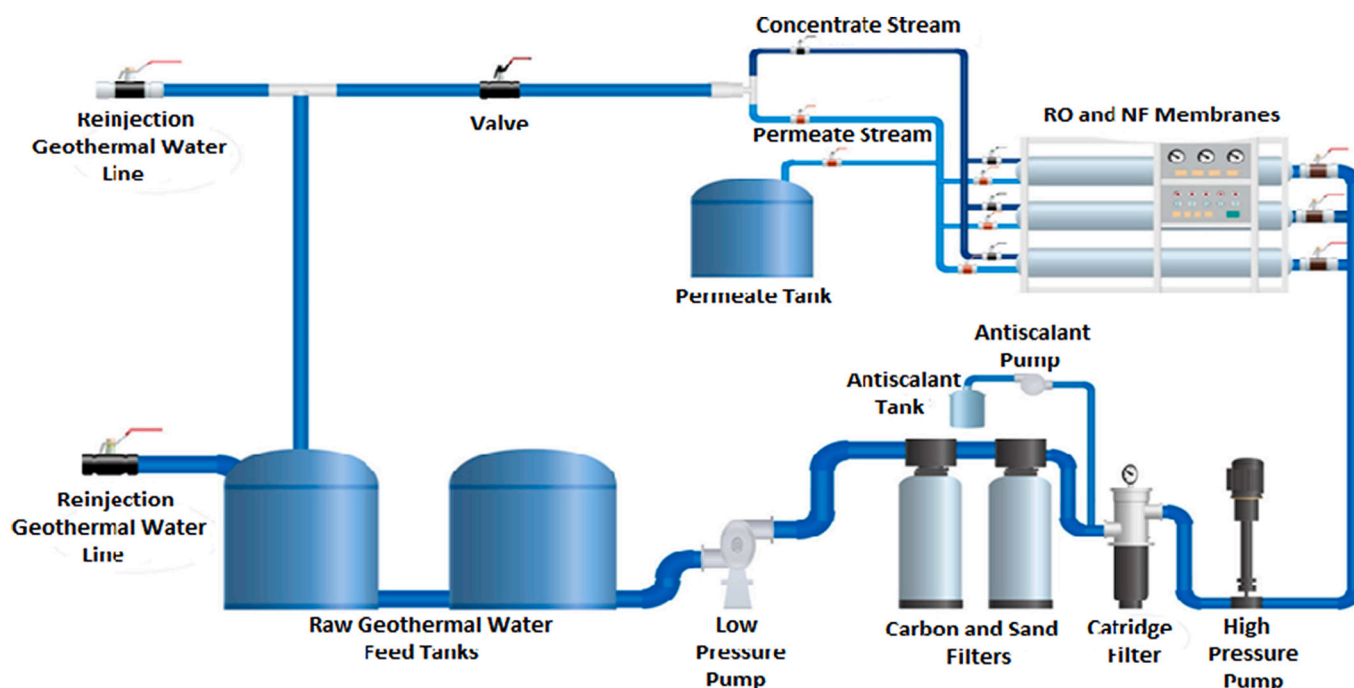 Concentrate Stream
Reinjection
Geothermal Water
Line
Valve
Permeate Stream
RO and NF Membranes
Permeate Tank
Antiscalant
Pump
Antiscalant
Tank
Reinjection
Geothermal Water
Line
Raw Geothermal Water
Feed Tanks
Low
Pressure
Pump
Carbon and Sand
Filters
Catridge
Filter
High
Pressure
Pump